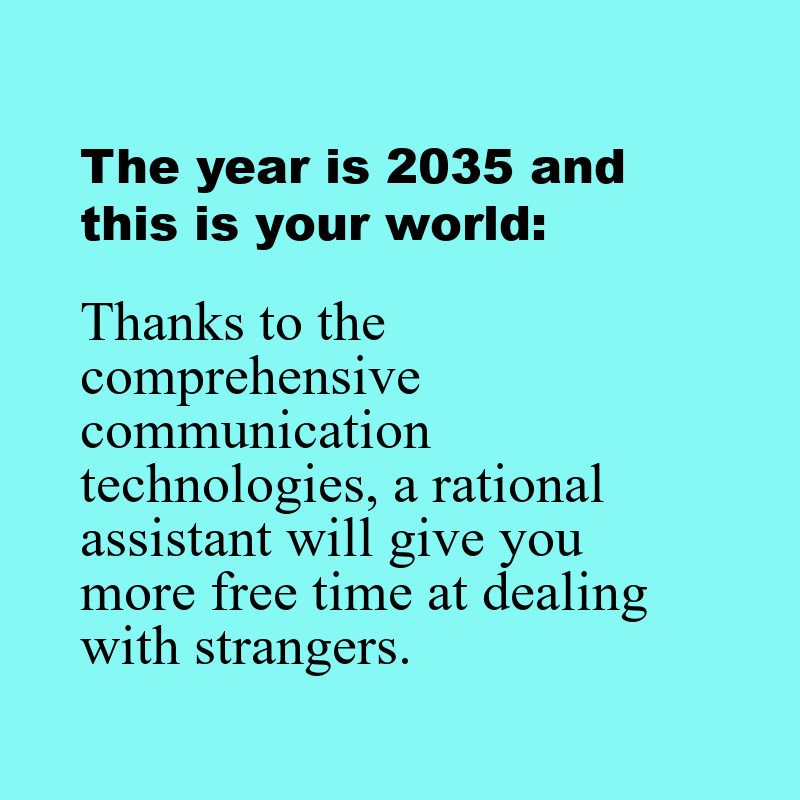 The year is 2035 and
this is your world:
Thanks to the
comprehensive
communication
technologies, a rational
assistant will give you
more free time at dealing
with strangers.